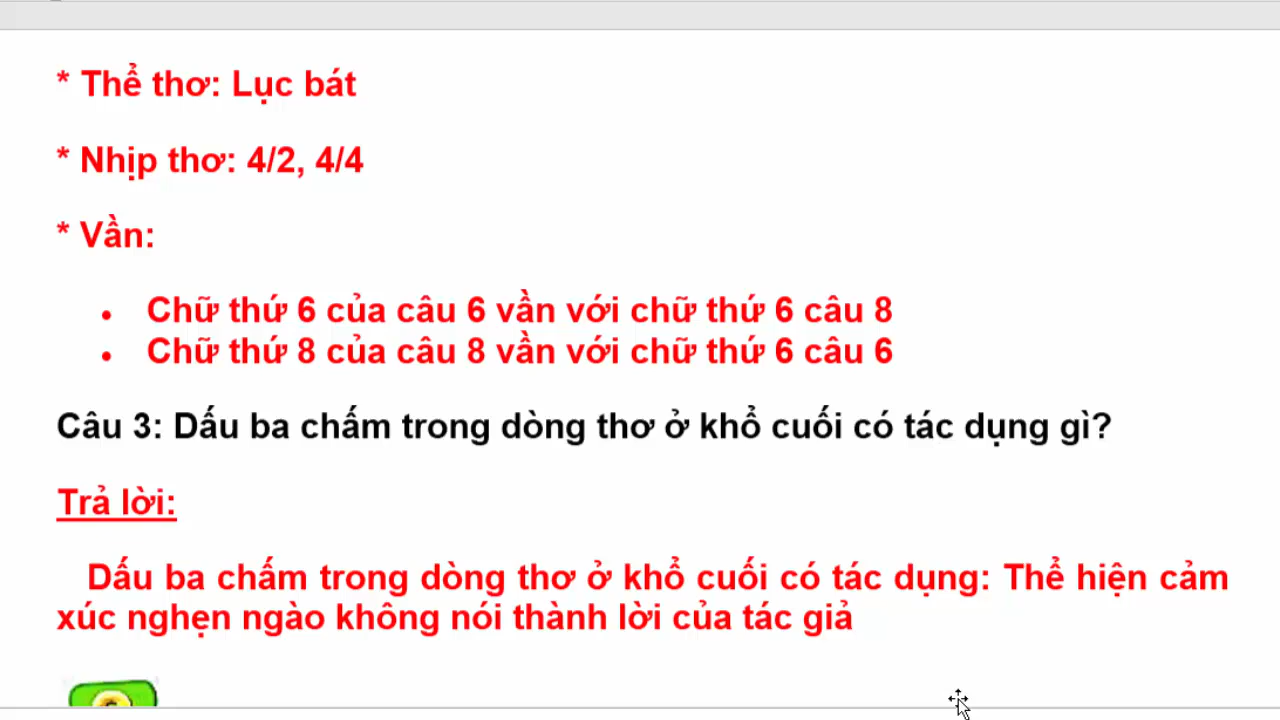 * Thể thơ: Lục bát
* Nhịp thơ: 4/2, 4/4
* Vần:
• Chữ thứ 6 của câu 6 vần với chữ thứ 6 câu 8
• Chữ thứ 8 của câu 8 vần với chữ thứ 6 câu 6
Câu 3: Dấu ba chấm trong dòng thơ ở khổ cuối có tác dụng gì?
Trả lời:
Dấu ba chấm trong dòng thơ ở khổ cuối có tác dụng: Thể hiện cảm
xúc nghẹn ngào không nói thành lời của tác giả